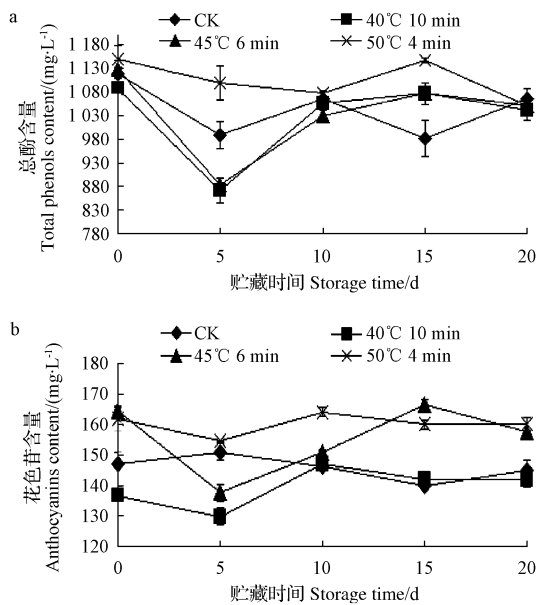 a
CK
40℃ 10 min
45℃ 6 min
50℃ 4 min
总酚含量
Total phenols content/(mg·L⁻¹)
1 180
1 130
1 080
1 030
980
930
880
830
780
0 5 10 15 20
贮藏时间 Storage time/d
b
CK
40℃ 10 min
45℃ 6 min
50℃ 4 min
花色苷含量
Anthocyanins content/(mg·L⁻¹)
180
170
160
150
140
130
120
0 5 10 15 20
贮藏时间 Storage time/d